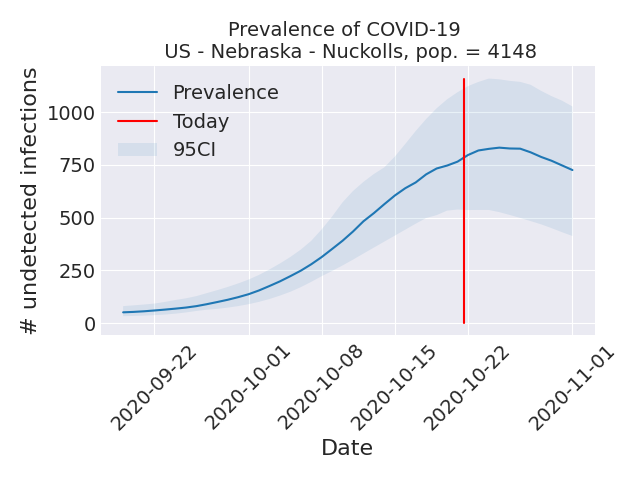 Prevalence of COVID-19
US - Nebraska - Nuckolls, pop. = 4148
# undetected infections
1000
750
500
250
0
Prevalence
Today
95CI
2020-09-22
2020-10-01
2020-10-08
2020-10-15
2020-10-22
2020-11-01
Date